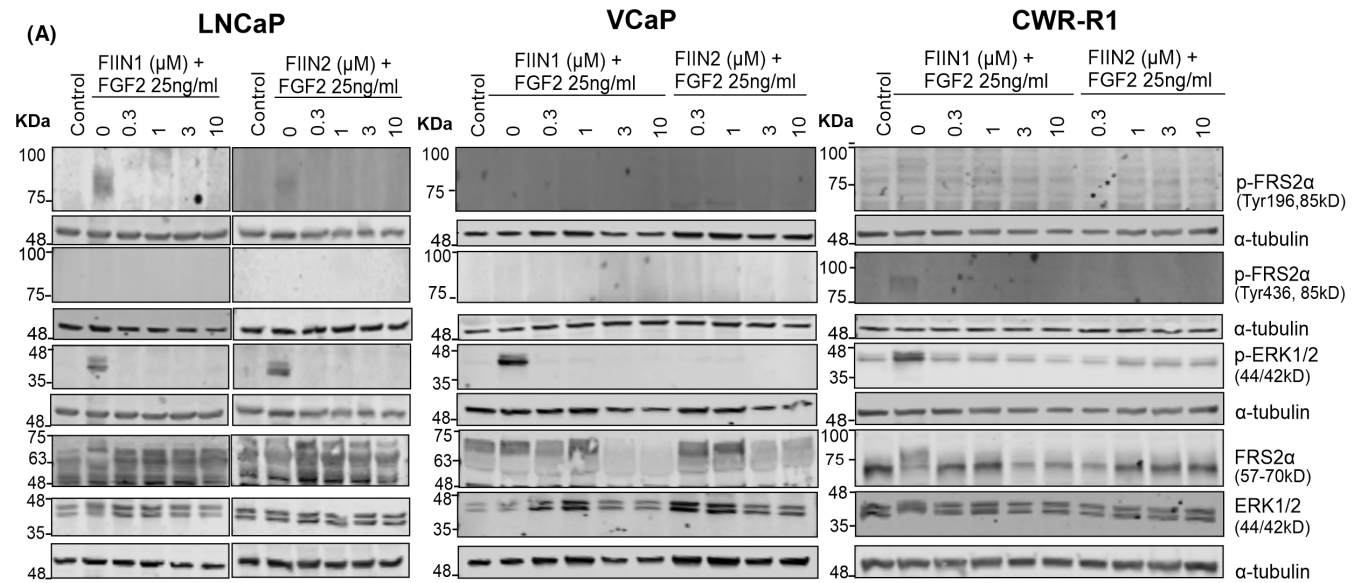 (A)
LNCaP VCaP CWR-R1
FIIN1 (µM) + FIIN2 (µM) + FIIN1 (µM) + FIIN2 (µM) + FIIN1 (µM) + FIIN2 (µM) +
FGF2 25ng/ml FGF2 25ng/ml FGF2 25ng/ml FGF2 25ng/ml FGF2 25ng/ml FGF2 25ng/ml
KDa Control 0 0.3 1 3 10 Control 0 0.3 1 3 10 KDa Control 0 0.3 1 3 10 0.3 1 3 10 KDa Control 0 0.3 1 3 10 0.3 1 3 10
100 100 100 p-FRS2α
75- 75- 75- (Tyr196,85kD)
48 48 48 α-tubulin
100 100 100 p-FRS2α
75- 75 75 (Tyr436, 85kD)
48 48 48 α-tubulin
48 48 48 p-ERK1/2
35- 35 35 (44/42kD)
48 48 48 α-tubulin
75 75 100 FRS2α
63 63 75 (57-70kD)
48 48
48 48 48 ERK1/2
35 35 35 (44/42kD)
48 48 48 α-tubulin